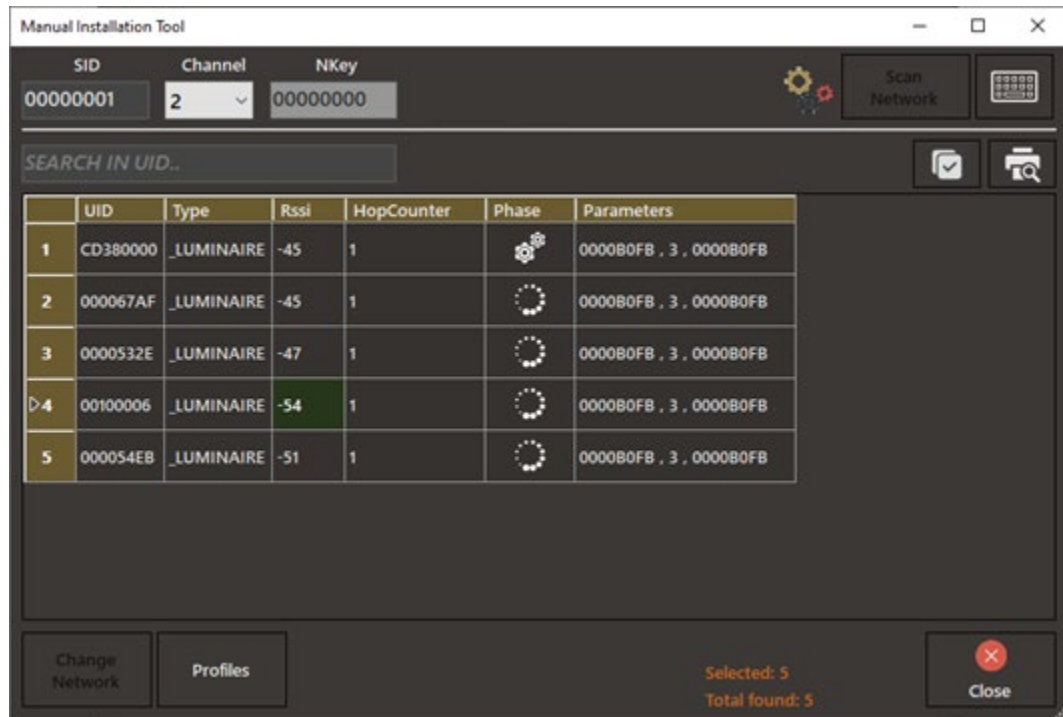 Manual Installation Tool
SID Channel NKey
00000001 2 00000000
Scan
Network
SEARCH IN UID..
UID Type Rssi HopCounter Phase Parameters
1 CD380000 _LUMINAIRE -45 1 0000B0FB , 3 , 0000B0FB
2 000067AF _LUMINAIRE -45 1 0000B0FB , 3 , 0000B0FB
3 0000532E _LUMINAIRE -47 1 0000B0FB , 3 , 0000B0FB
4 00100006 _LUMINAIRE -54 1 0000B0FB , 3 , 0000B0FB
5 000054EB _LUMINAIRE -51 1 0000B0FB , 3 , 0000B0FB
Change
Network
Profiles
Selected: 5
Total found: 5
Close